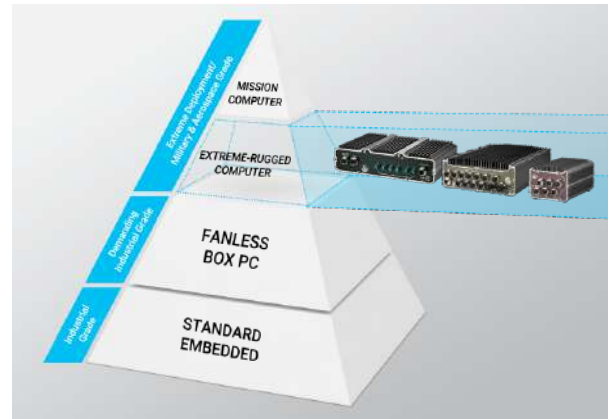 Extreme Deployment/
Military & Aerospace Grade
MISSION
COMPUTER
EXTREME-RUGGED
COMPUTER
Demanding
Industrial Grade
FANLESS
BOX PC
Industrial
Grade
STANDARD
EMBEDDED